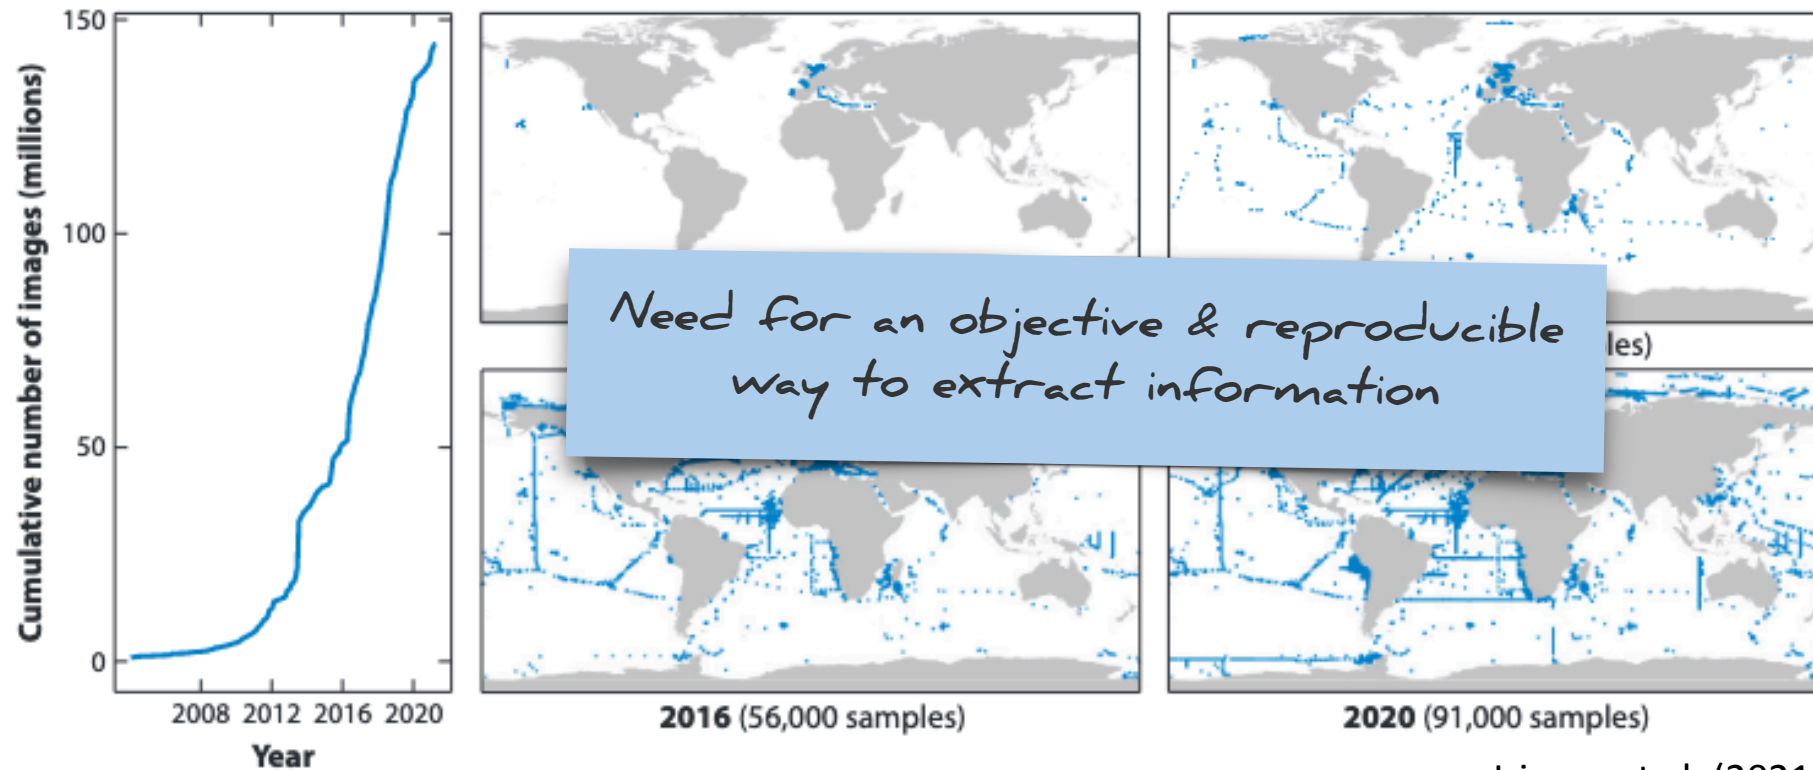 150
100
50
0
Cumulative number of images (millions)
2008 2012 2016 2020
Year
Need for an objective & reproducible
way to extract information
2016 (56,000 samples)
2020 (91,000 samples)